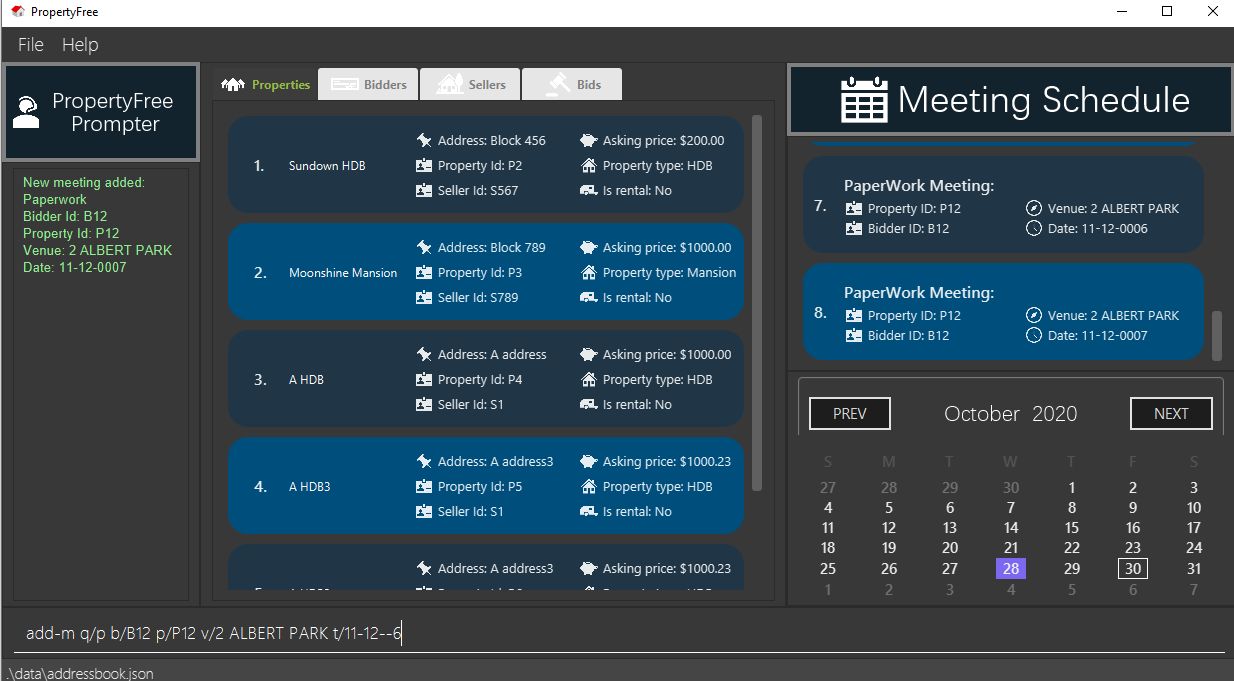 PropertyFree
File Help
PropertyFree
Prompter
New meeting added:
Paperwork
Bidder Id: B12
Property Id: P12
Venue: 2 ALBERT PARK
Date: 11-12-0007
Properties Bidders Sellers Bids
1. Sundown HDB
Address: Block 456 Asking price: $200.00
Property Id: P2 Property type: HDB
Seller Id: S567 Is rental: No
2. Moonshine Mansion
Address: Block 789 Asking price: $1000.00
Property Id: P3 Property type: Mansion
Seller Id: S789 Is rental: No
3. A HDB
Address: A address Asking price: $1000.00
Property Id: P4 Property type: HDB
Seller Id: S1 Is rental: No
4. A HDB3
Address: A address3 Asking price: $1000.23
Property Id: P5 Property type: HDB
Seller Id: S1 Is rental: No
Address: A address3 Asking price: $1000.23
Meeting Schedule
7. PaperWork Meeting:
Property ID: P12 Venue: 2 ALBERT PARK
Bidder ID: B12 Date: 11-12-0006
8. PaperWork Meeting:
Property ID: P12 Venue: 2 ALBERT PARK
Bidder ID: B12 Date: 11-12-0007
PREV October 2020 NEXT
S M T W T F S
27 28 29 30 1 2 3
4 5 6 7 8 9 10
11 12 13 14 15 16 17
18 19 20 21 22 23 24
25 26 27 28 29 30 31
1 2 3 4 5 6 7
add-m q/p b/B12 p/P12 v/2 ALBERT PARK t/11-12--6
.\data\addressbook.json